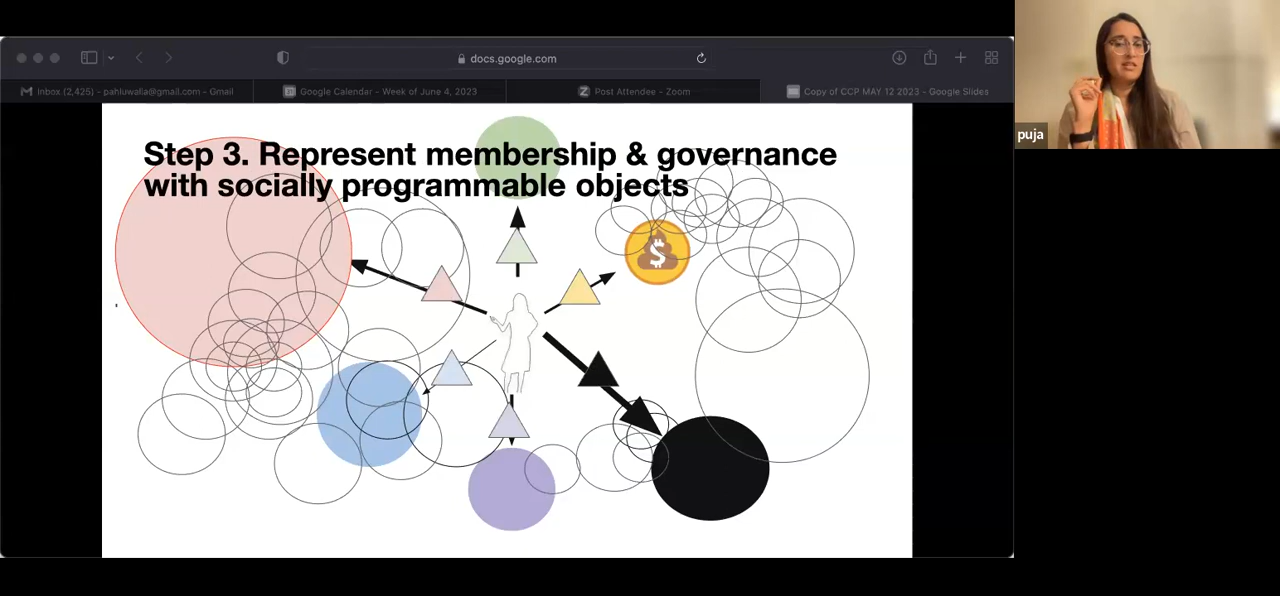 docs.google.com
Inbox (2,425) - pahluwalia@gmail.com - Gmail
Google Calendar - Week of June 4, 2023
Post Attendee - Zoom
Copy of CCP MAY 12 2023 - Google Slides
Step 3. Represent membership & governance
with socially programmable objects
$
puja